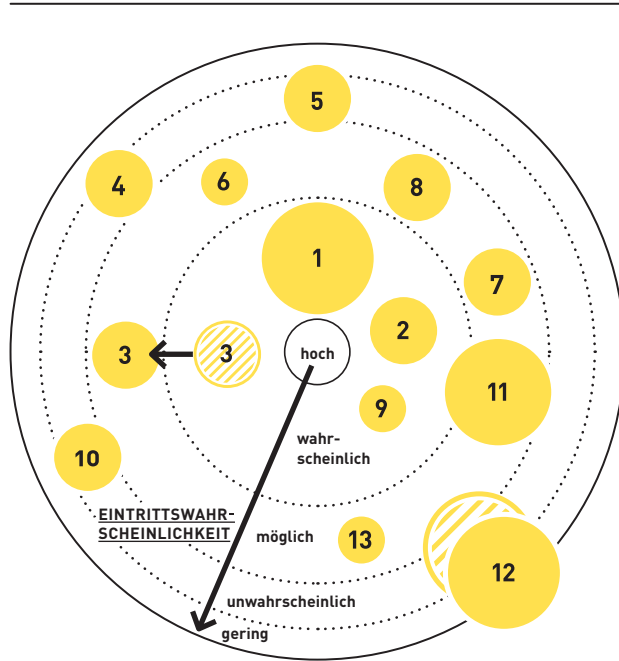 5
4
6
8
1
7
2
3
3
hoch
11
9
wahr-
scheinlich
10
EINTRITTSWAHR-
SCHEINLICHKEIT
möglich
13
12
unwahrscheinlich
gering